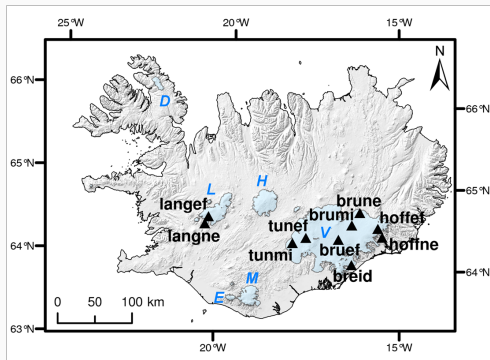 25°W 20°W 15°W
N
66°N 66°N
D
65°N 65°N
L H
langef brune
brumi hoffef
tunef V
langne bruef hoffne
64°N tunmi
breid 64°N
M
E
0 50 100 km
63°N
20°W 15°W